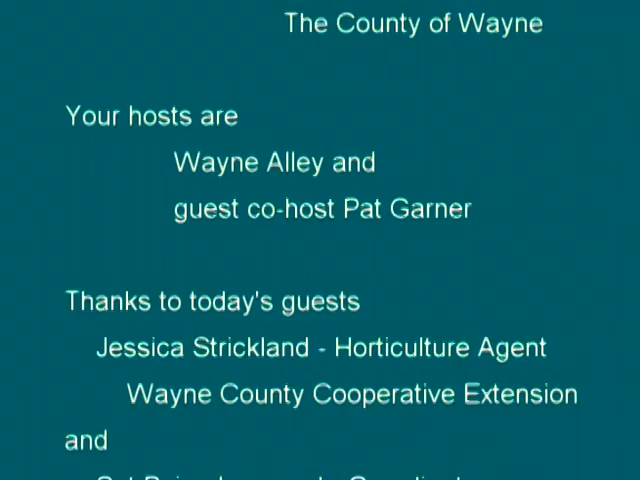 The County of Wayne
Your hosts are
Wayne Alley and
guest co-host Pat Garner
Thanks to today's guests
Jessica Strickland - Horticulture Agent
Wayne County Cooperative Extension
and